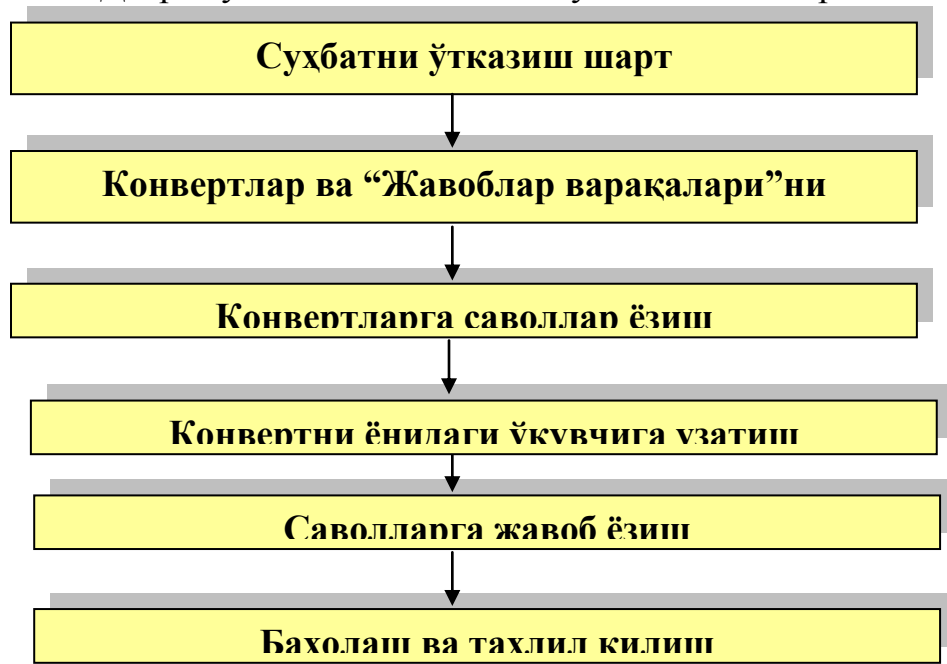 Суҳбатни ўтказиш шарт
Конвертлар ва “Жавоблар варақалари”ни
Конвертларга саволлар ёзиш
Конвертни ёнидаги ўқувчига узатиш
Саволларга жавоб ёзиш
Баҳолаш ва таҳлил қилиш